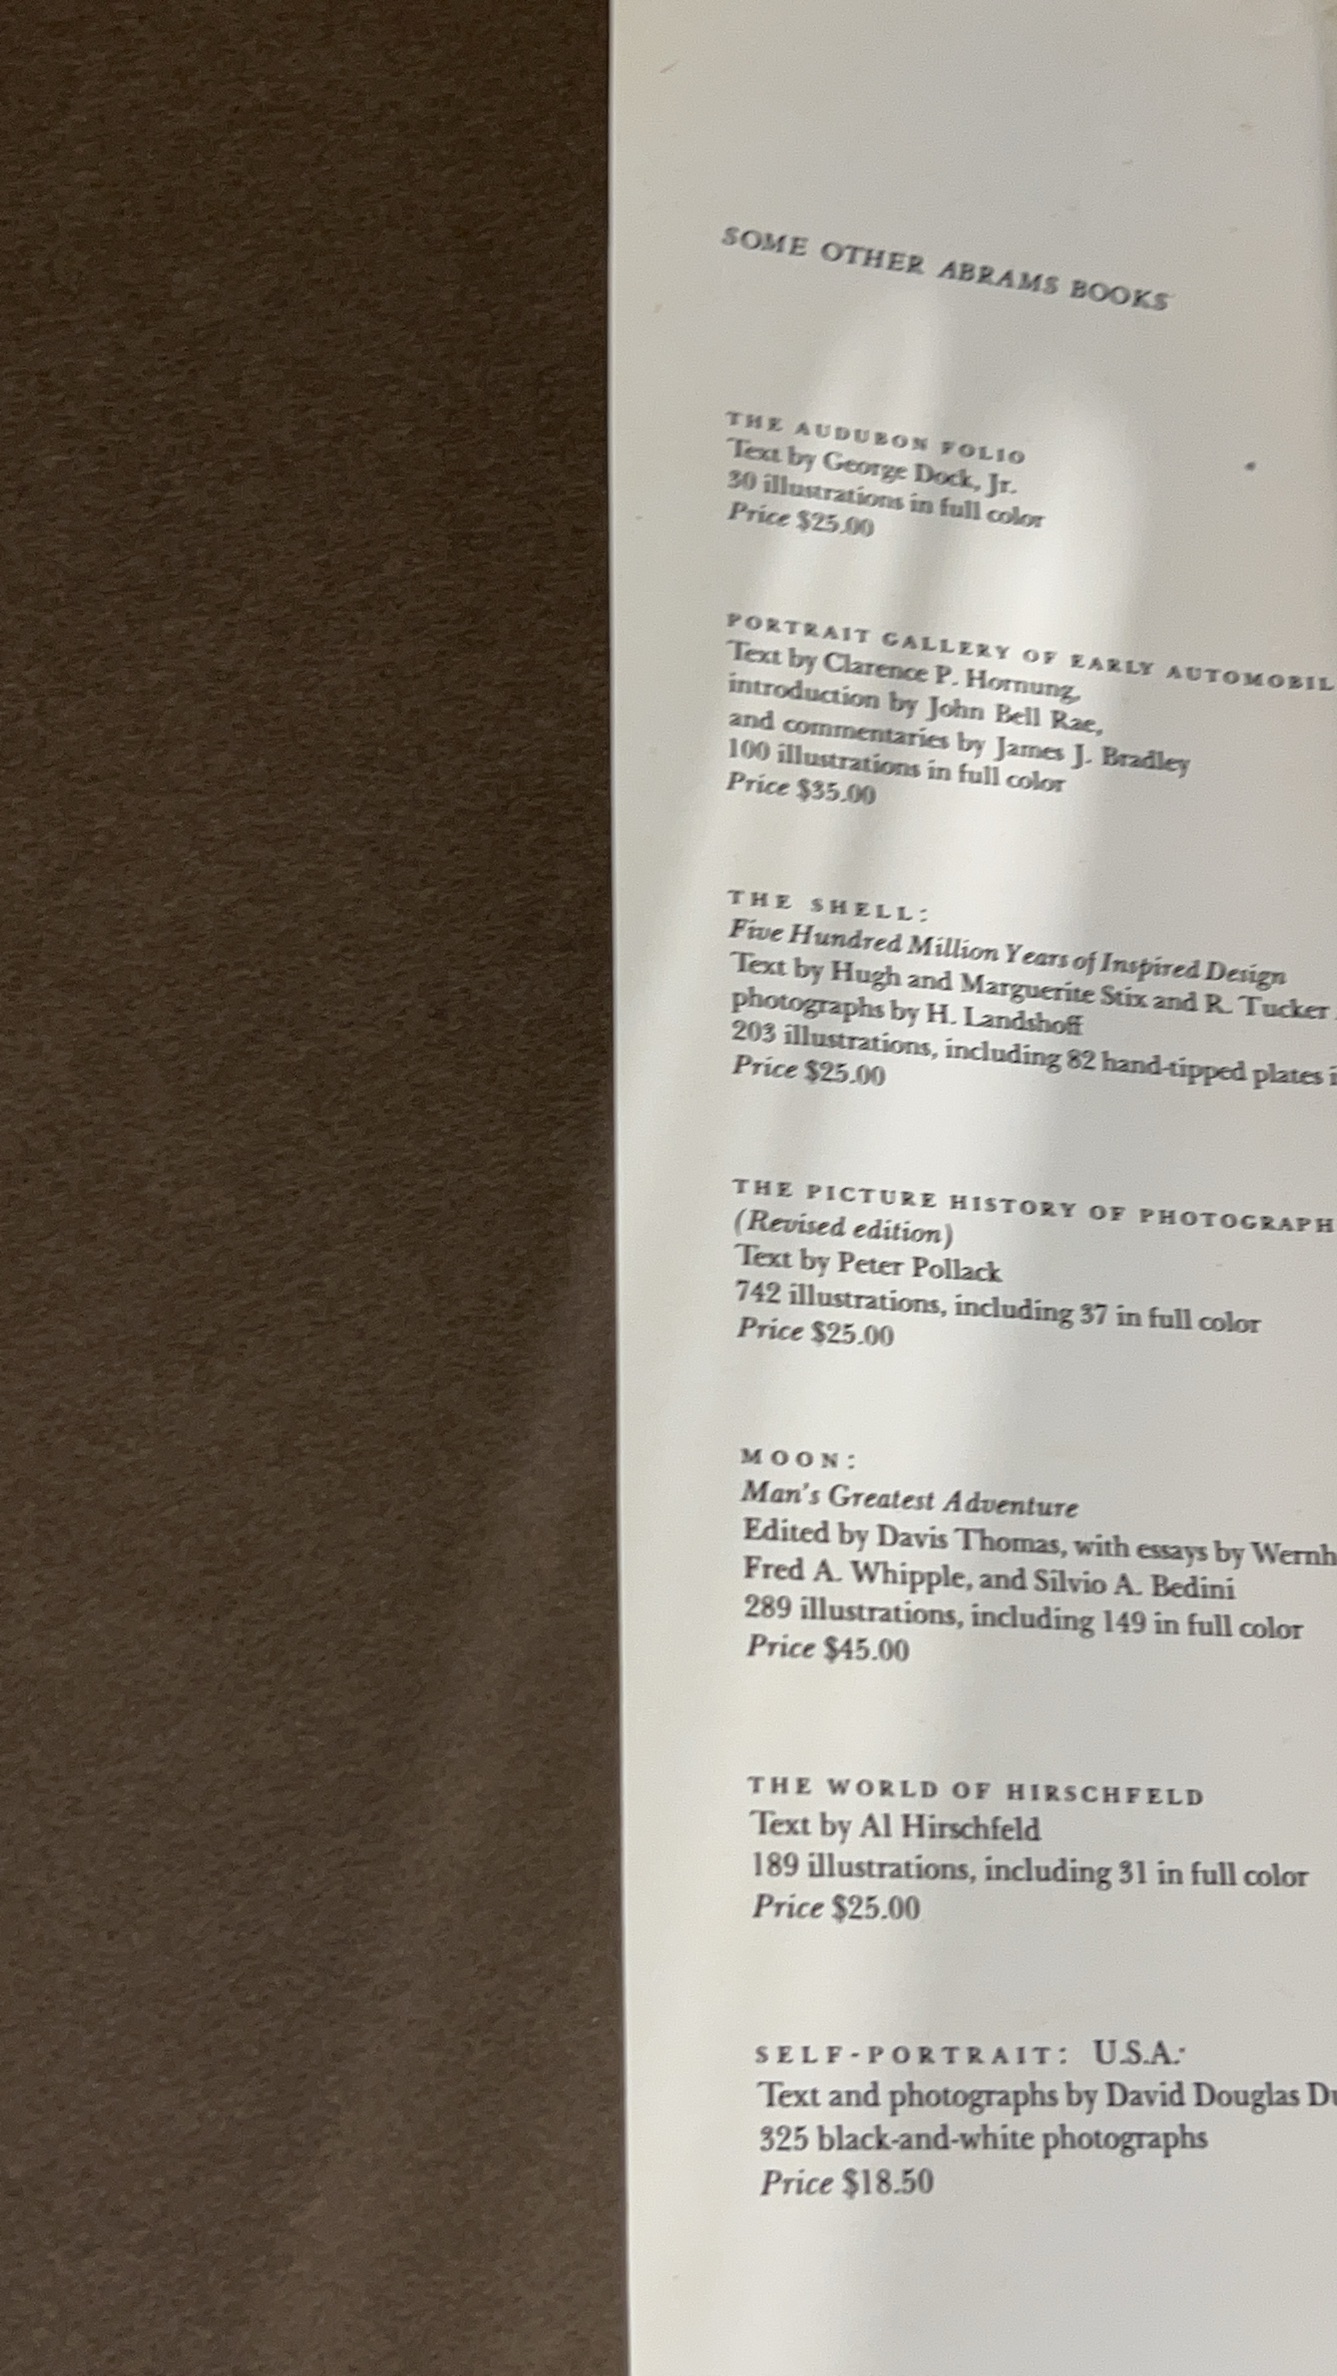 SOME OTHER ABRAMS BOOKS
THE AUDUBON FOLIO
Text by George Dock, Jr.
30 illustrations in full color
Price $25.00
PORTRAIT GALLERY OF EARLY AUTOMOBIL
Text by Clarence P. Hornung,
introduction by John Bell Rae,
and commentaries by James J. Bradley
100 illustrations in full color
Price $35.00
THE SHELL:
Five Hundred Million Years of Inspired Design
Text by Hugh and Marguerite Stix and R. Tucker
photographs by H. Landshoff
203 illustrations, including 82 hand-tipped plates i
Price $25.00
THE PICTURE HISTORY OF PHOTOGRAPH
(Revised edition)
Text by Peter Pollack
742 illustrations, including 37 in full color
Price $25.00
MOON:
Man's Greatest Adventure
Edited by Davis Thomas, with essays by Wernh
Fred A. Whipple, and Silvio A. Bedini
289 illustrations, including 149 in full color
Price $45.00
THE WORLD OF HIRSCHFELD
Text by Al Hirschfeld
189 illustrations, including 31 in full color
Price $25.00
SELF-PORTRAIT: U.S.A.
Text and photographs by David Douglas Du
325 black-and-white photographs
Price $18.50